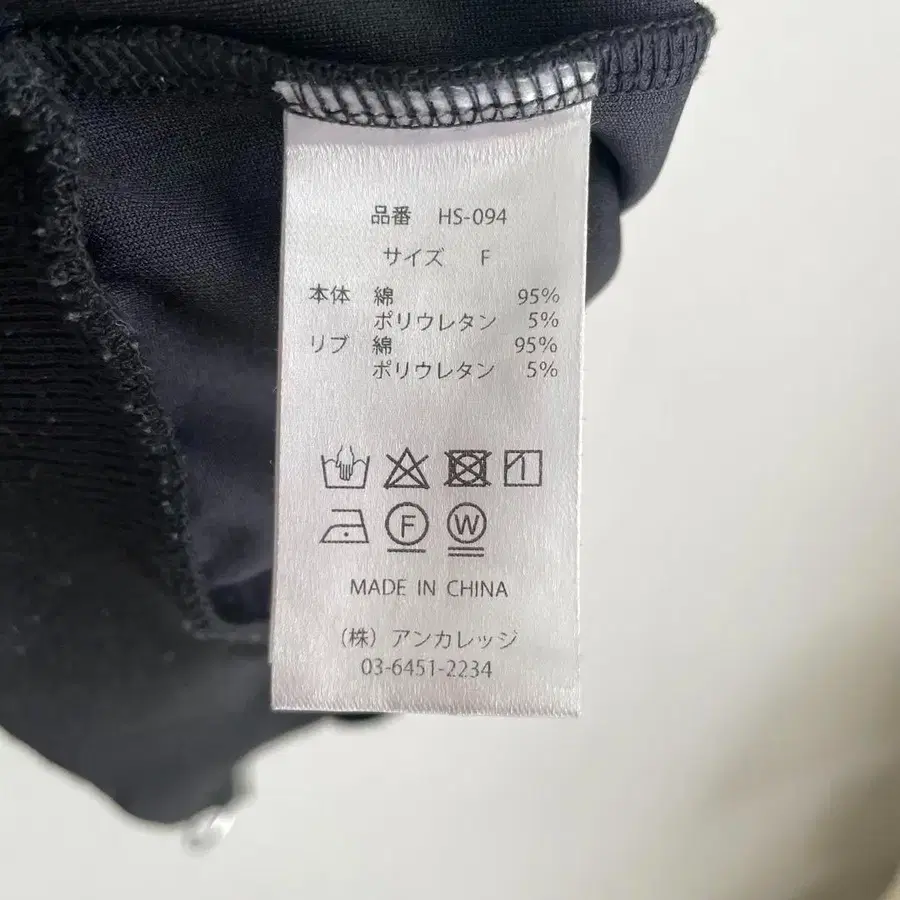 品番 HS-094
サイズ F
本体 綿 95%
ポリウレタン 5%
リブ 綿 95%
ポリウレタン 5%
F W
MADE IN CHINA
(株)アンカレッジ
03-6451-2234